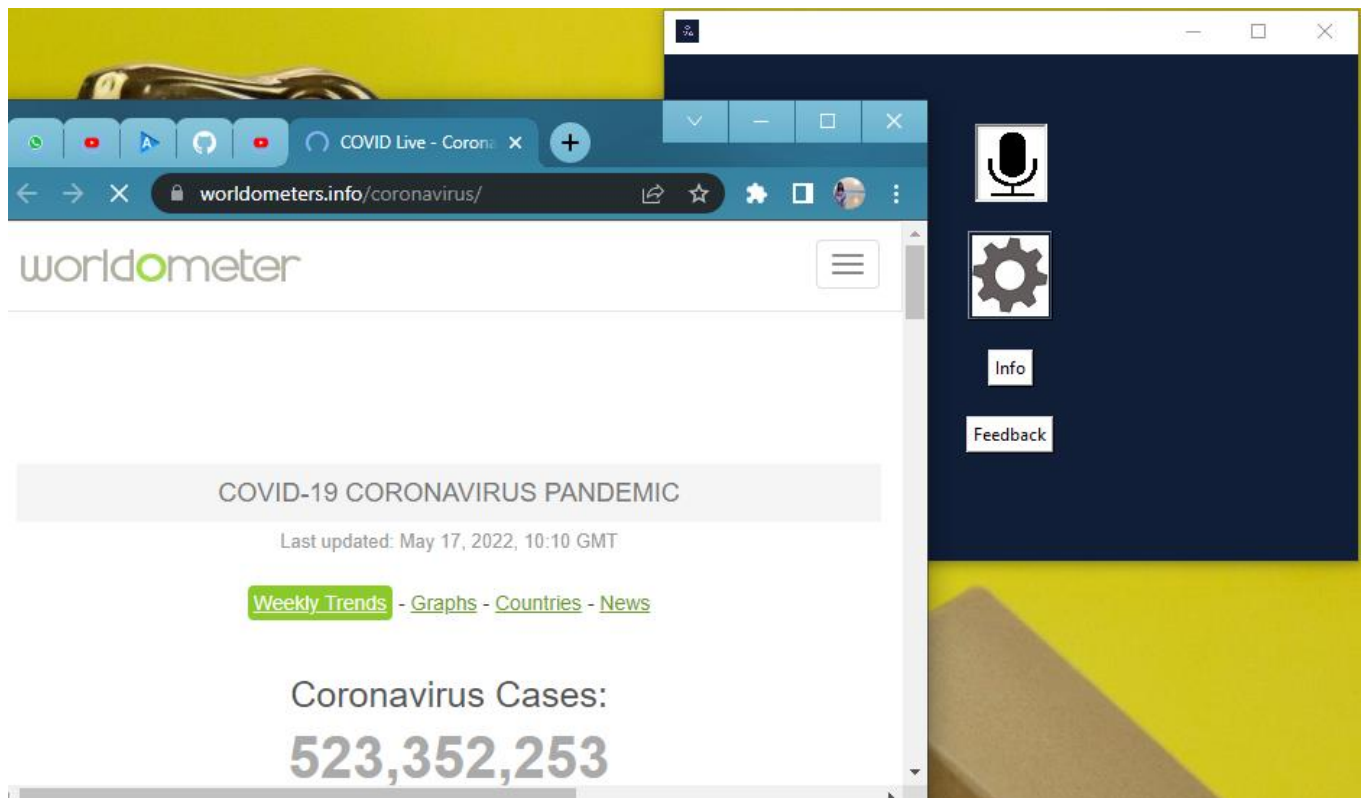 COVID Live - Corona
worldometers.info/coronavirus/
worldometer
COVID-19 CORONAVIRUS PANDEMIC
Last updated: May 17, 2022, 10:10 GMT
Weekly Trends - Graphs - Countries - News
Coronavirus Cases:
523,352,253
Info
Feedback